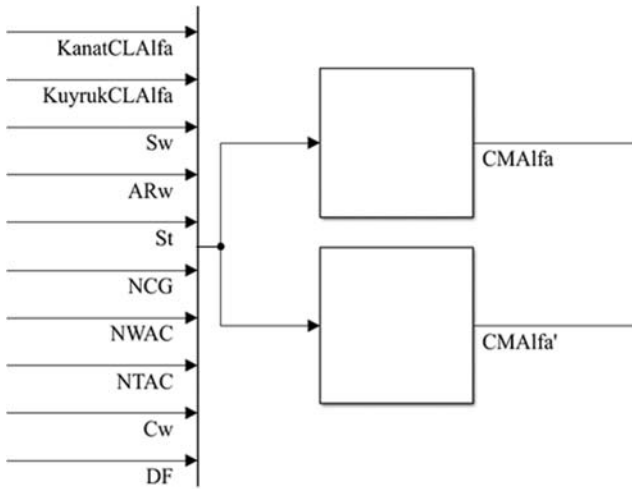 KanatCLAlfa
KuyrukCLAlfa
Sw
ARw
St
NCG
NWAC
NTAC
Cw
DF
CMAlfa
CMAlfa'